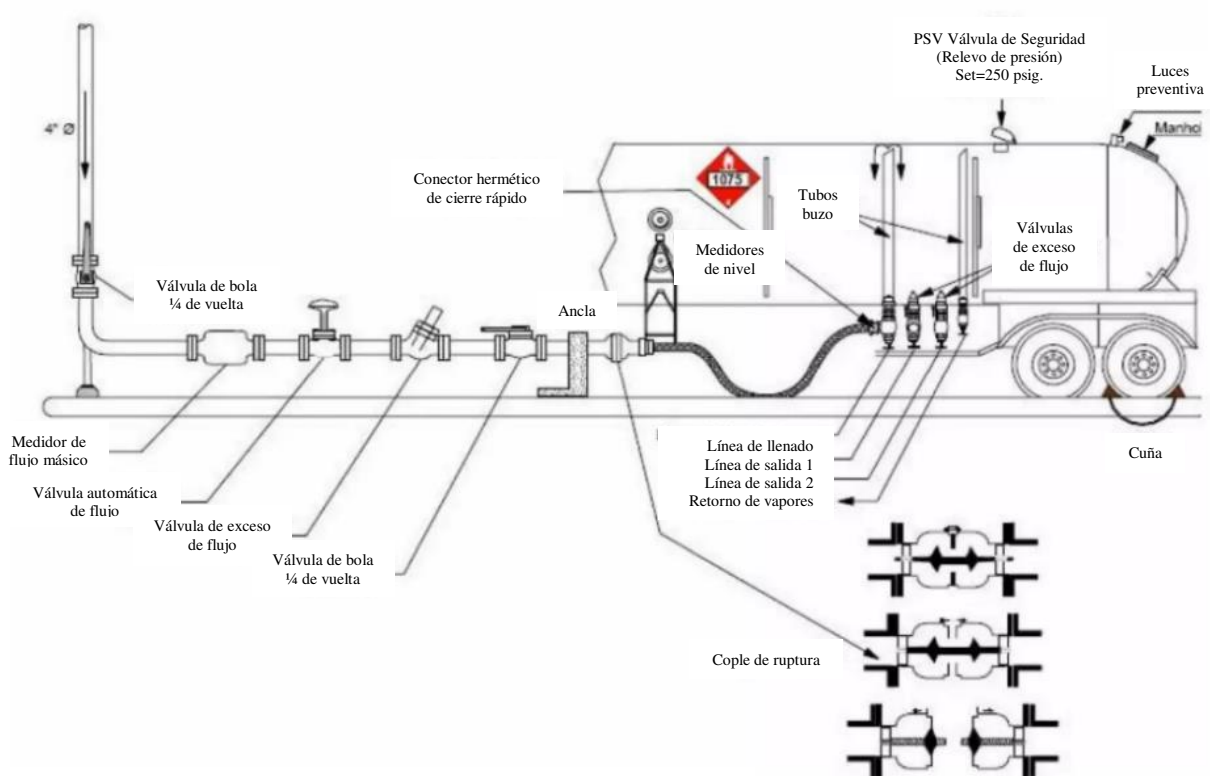 PSV Válvula de Seguridad
(Relevo de presión)
Set=250 psig.
Luces
preventiva
Manhol
4" Ø
1075
Conector hermético
de cierre rápido
Tubos
buzo
Válvulas
de exceso
de flujo
Medidores
de nivel
Válvula de bola
¼ de vuelta
Ancla
Medidor de
flujo másico
Válvula automática
de flujo
Válvula de exceso
de flujo
Válvula de bola
¼ de vuelta
Línea de llenado
Línea de salida 1
Línea de salida 2
Retorno de vapores
Cuña
Cople de ruptura